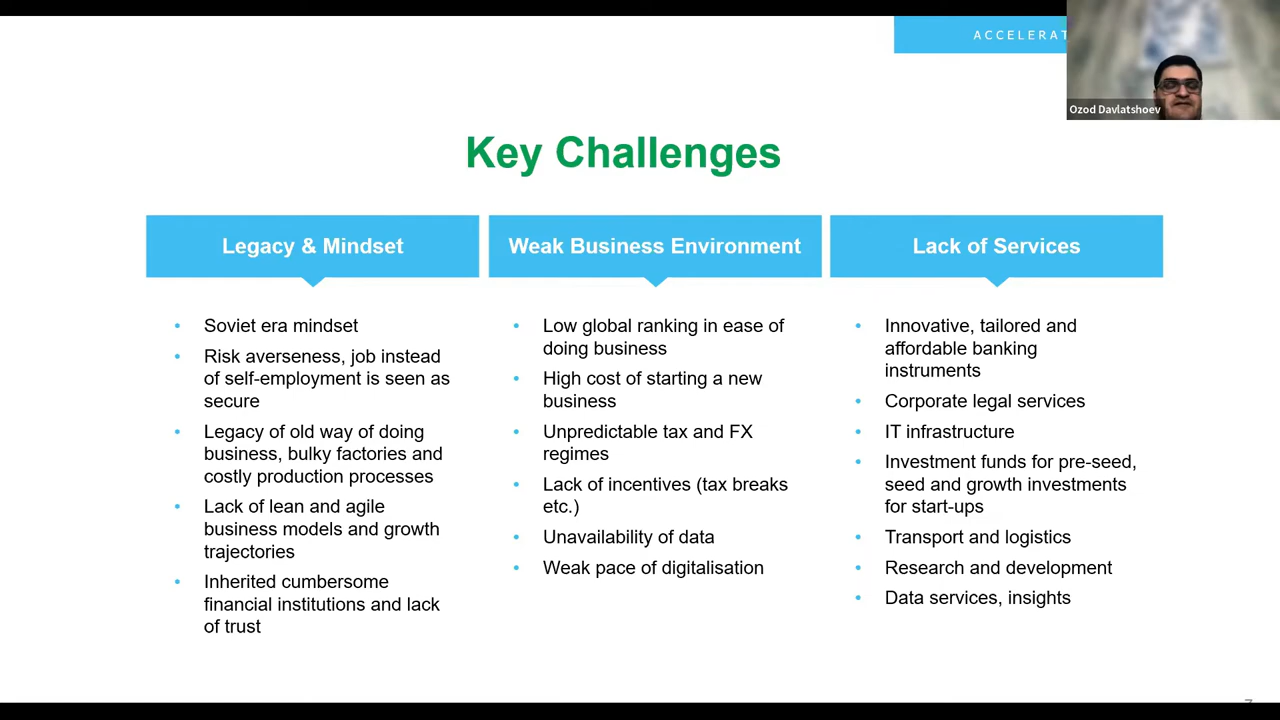 ACCELERAT
Ozod Davlatshoev
Key Challenges
Legacy & Mindset
Soviet era mindset
Risk averseness, job instead
of self-employment is seen as
secure
Legacy of old way of doing
business, bulky factories and
costly production processes
Lack of lean and agile
business models and growth
trajectories
Inherited cumbersome
financial institutions and lack
of trust
Weak Business Environment
Low global ranking in ease of
doing business
High cost of starting a new
business
Unpredictable tax and FX
regimes
Lack of incentives (tax breaks
etc.)
Unavailability of data
Weak pace of digitalisation
Lack of Services
Innovative, tailored and
affordable banking
instruments
Corporate legal services
IT infrastructure
Investment funds for pre-seed,
seed and growth investments
for start-ups
Transport and logistics
Research and development
Data services, insights